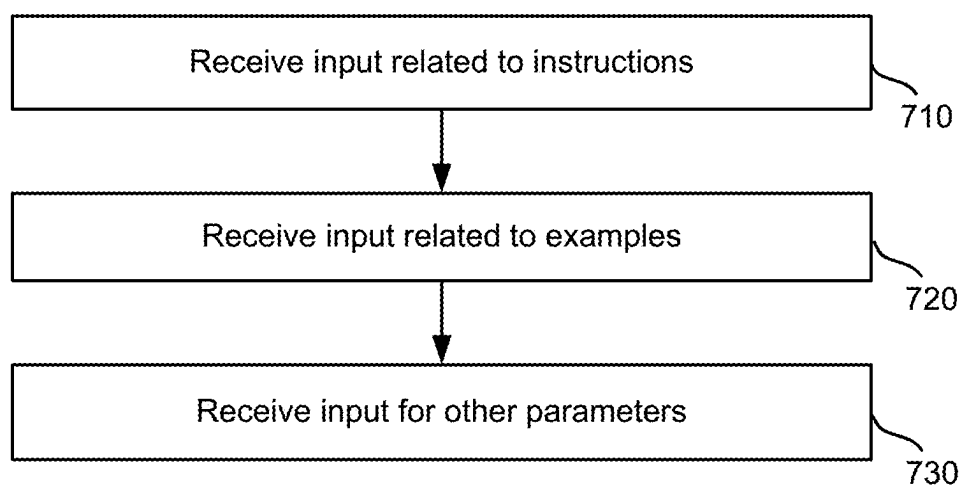 Receive input related to instructions
710
Receive input related to examples
720
Receive input for other parameters
730